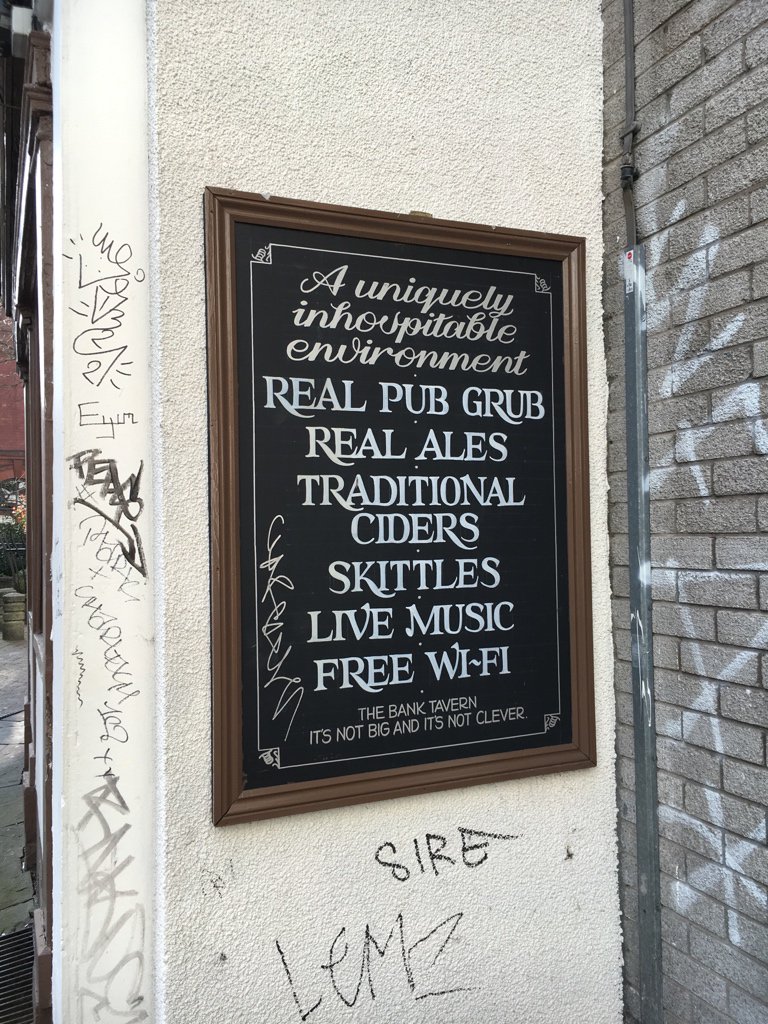 A uniquely
inhospitable
environment
REAL PUB GRUB
REAL ALES
TRADITIONAL
CIDERS
SKITTLES
LIVE MUSIC
FREE WI-FI
THE BANK TAVERN
IT'S NOT BIG AND IT'S NOT CLEVER.
SIRE
LEMZ